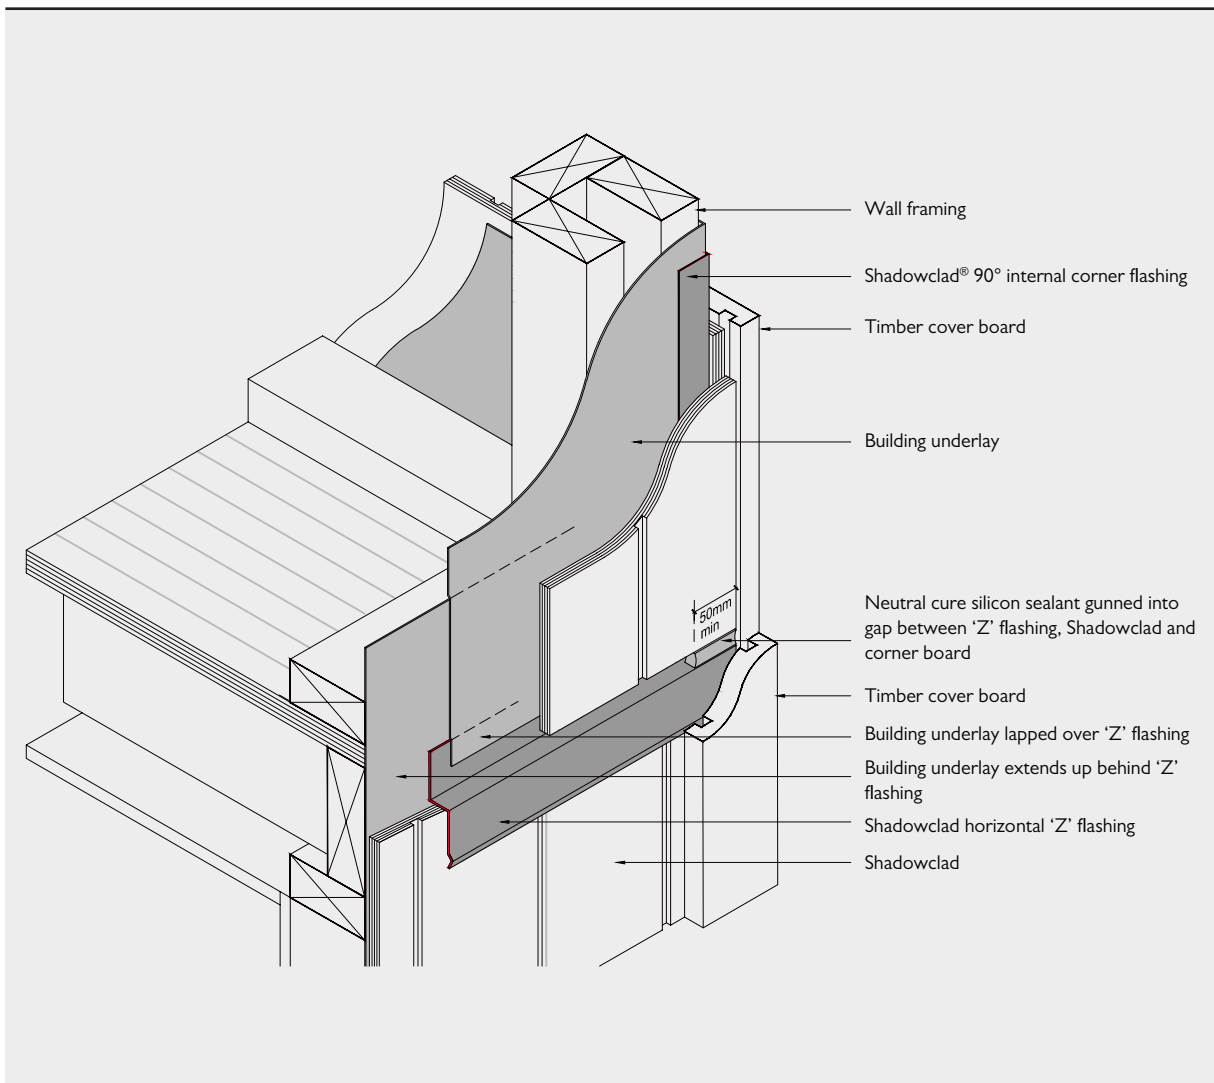 Wall framing
Shadowclad® 90° internal corner flashing
Timber cover board
Building underlay
50mm
min
Neutral cure silicon sealant gunned into
gap between ‘Z’ flashing, Shadowclad and
corner board
Timber cover board
Building underlay lapped over ‘Z’ flashing
Building underlay extends up behind ‘Z’
flashing
Shadowclad horizontal ‘Z’ flashing
Shadowclad